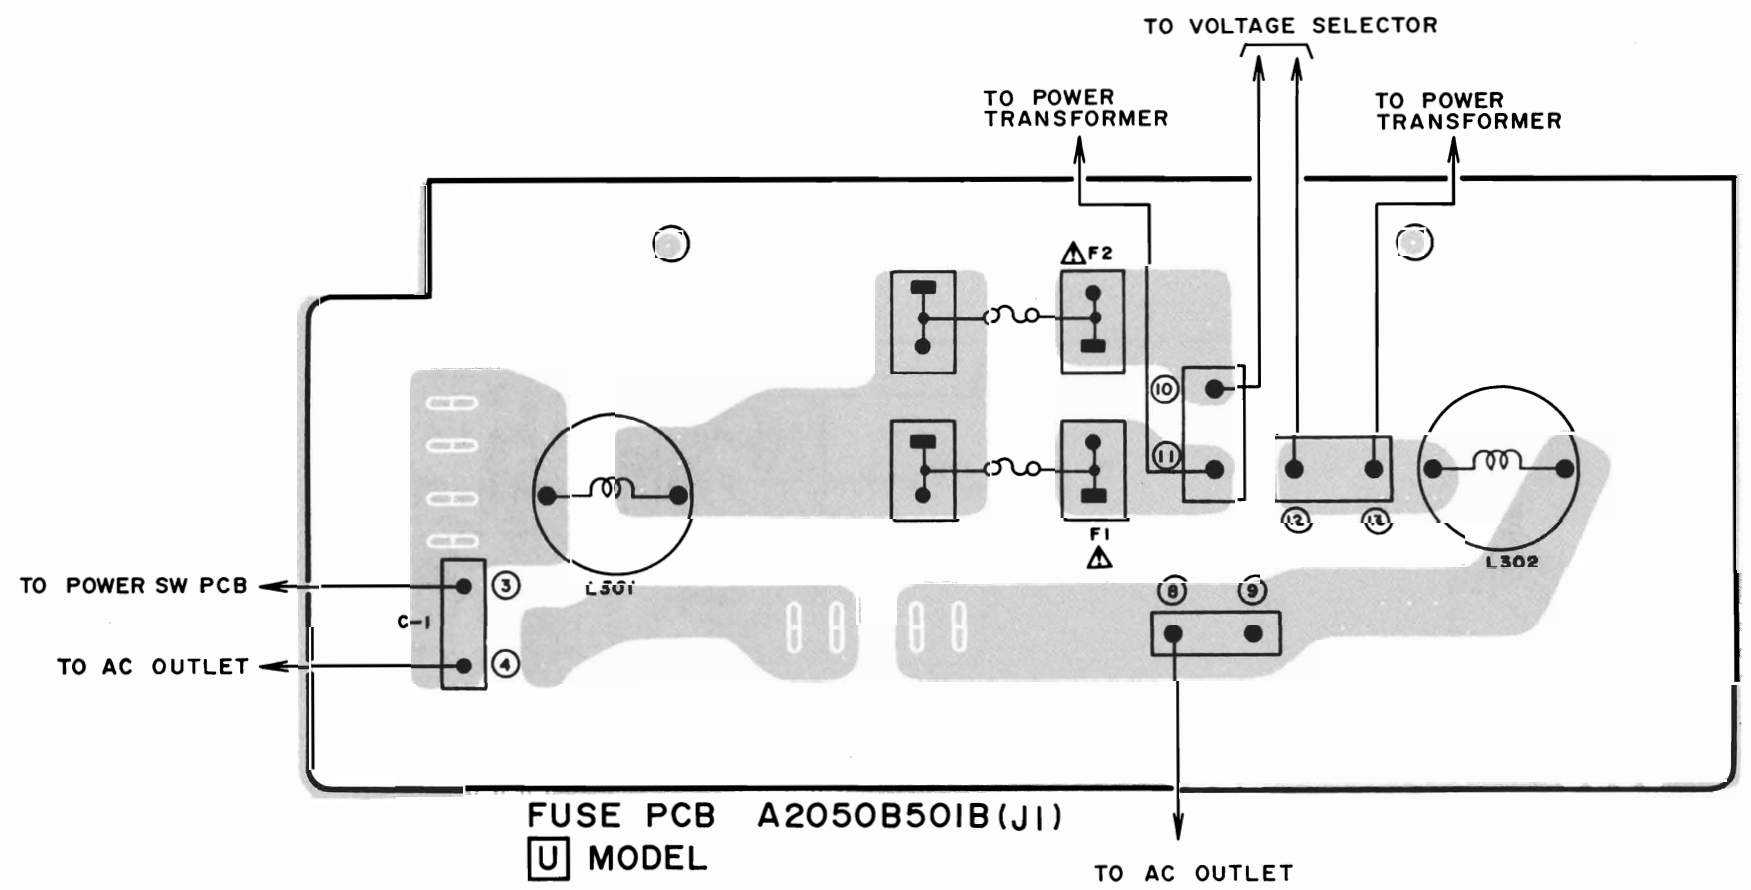 TO VOLTAGE SELECTOR
TO POWER
TRANSFORMER
TO POWER
TRANSFORMER
F2
10
11
12
13
F1
L302
L301
8
9
TO POWER SW PCB
3
C-1
TO AC OUTLET
4
FUSE PCB A2050B501B(J1)
U MODEL
TO AC OUTLET